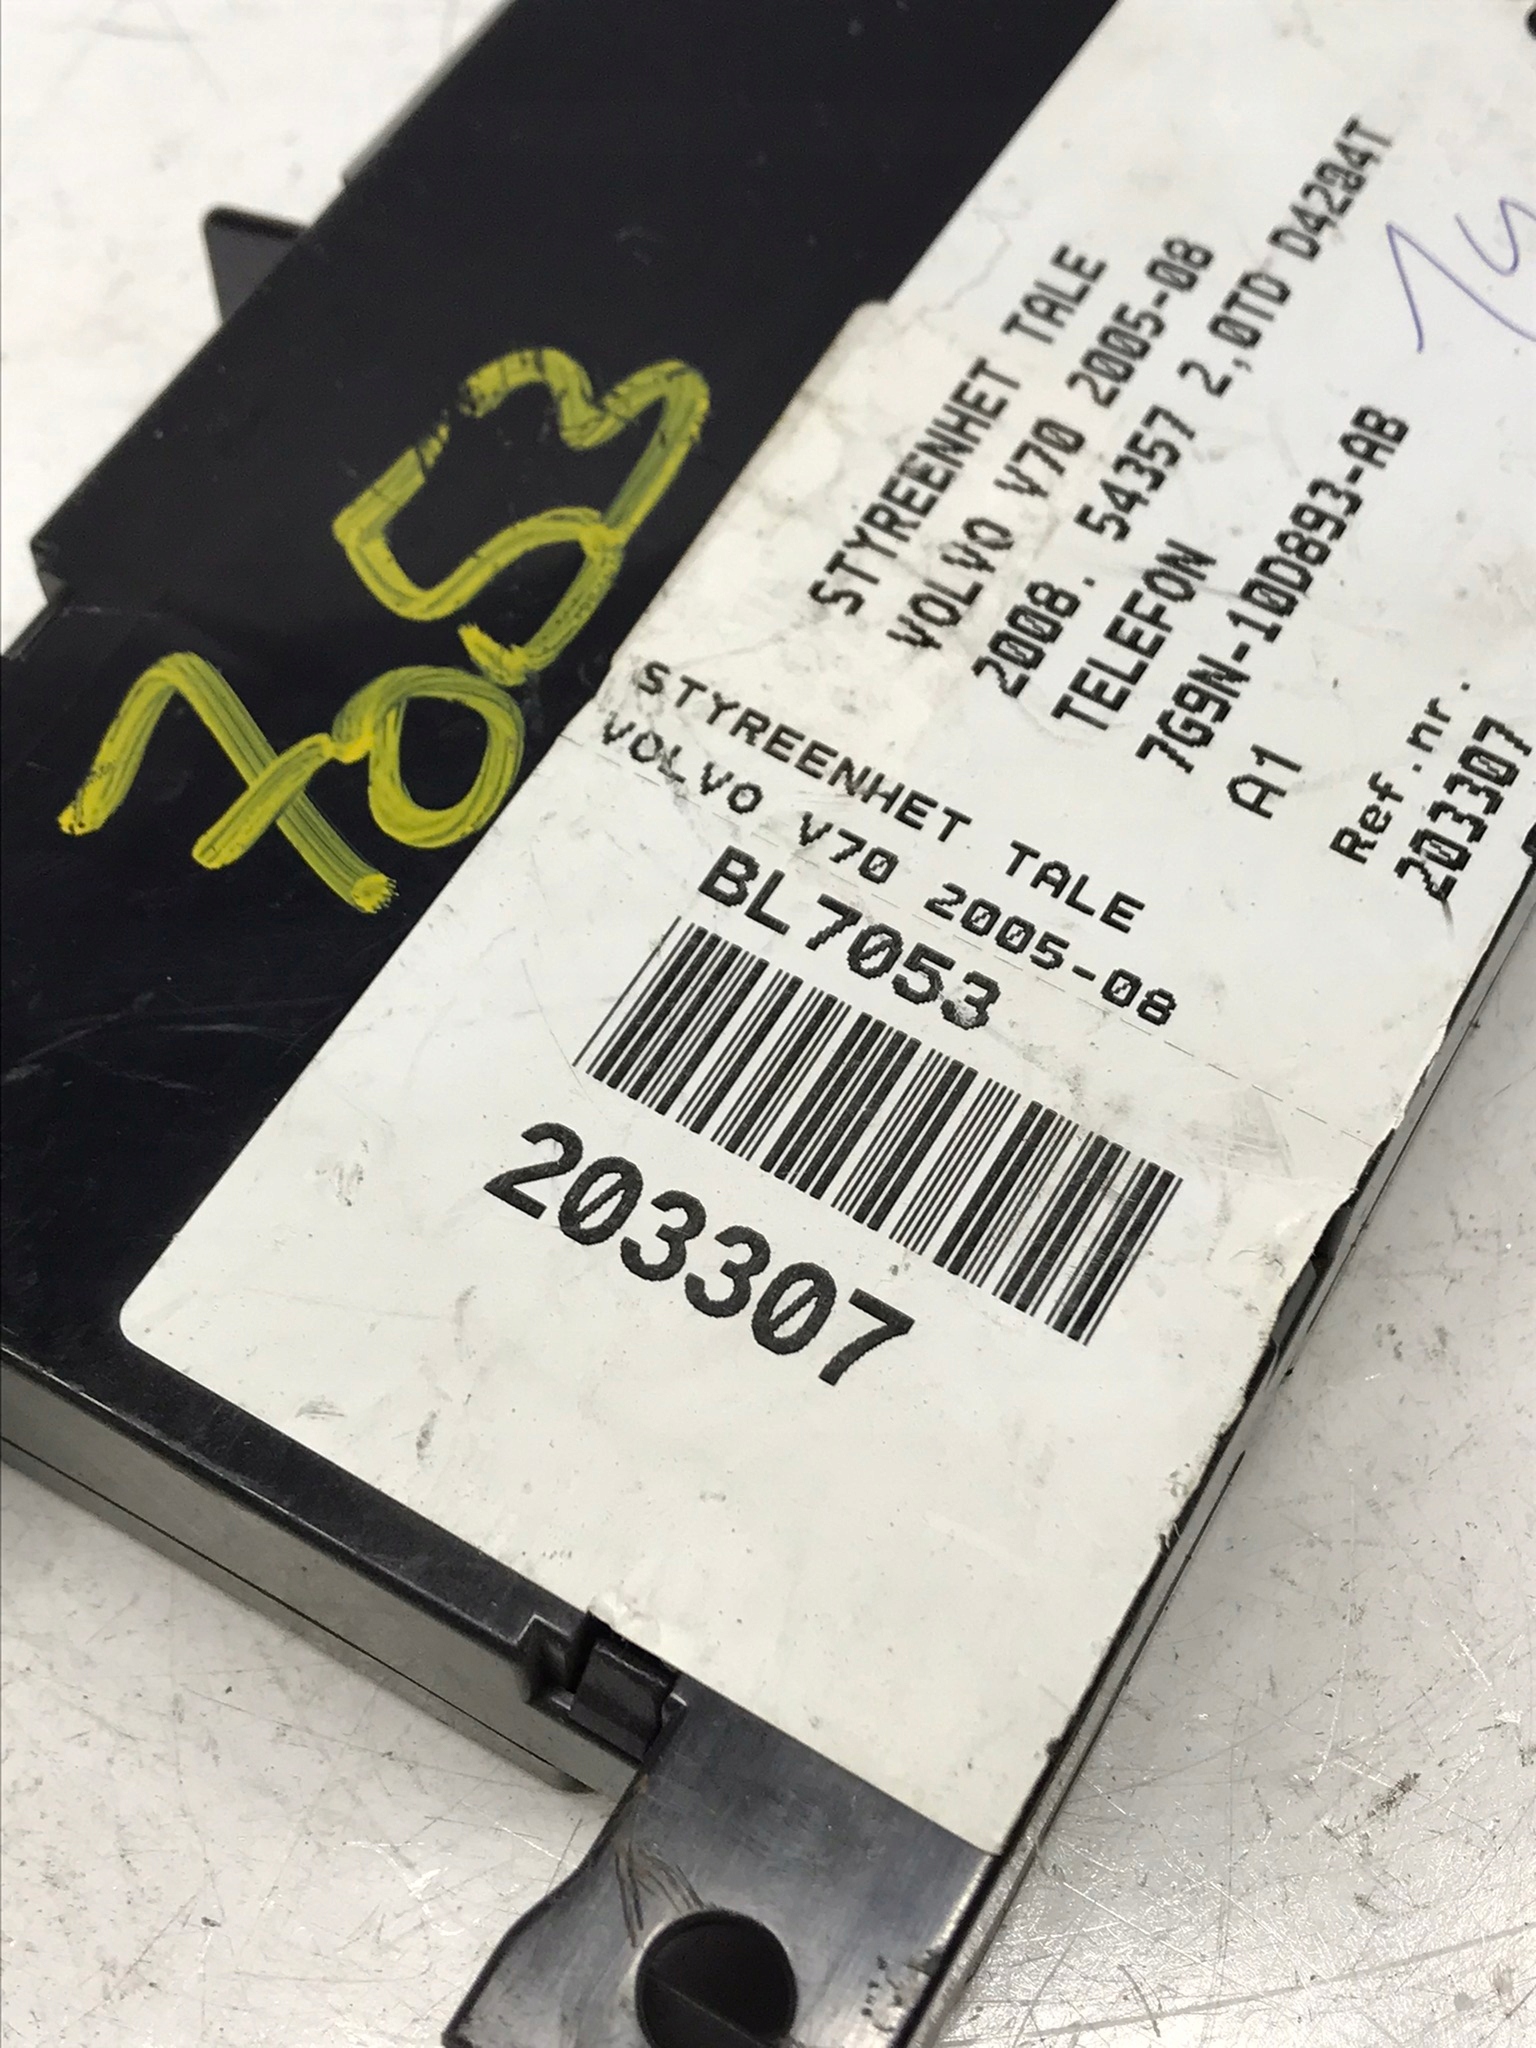 STYREENHET TALE
VOLVO V70 2005-08
2008. 54357 2,0TD D4204T
TELEFON
7G9N-10D893-AB
A1
Ref.nr.
203307
STYREENHET TALE
VOLVO V70 2005-08
BL7053
203307
7053